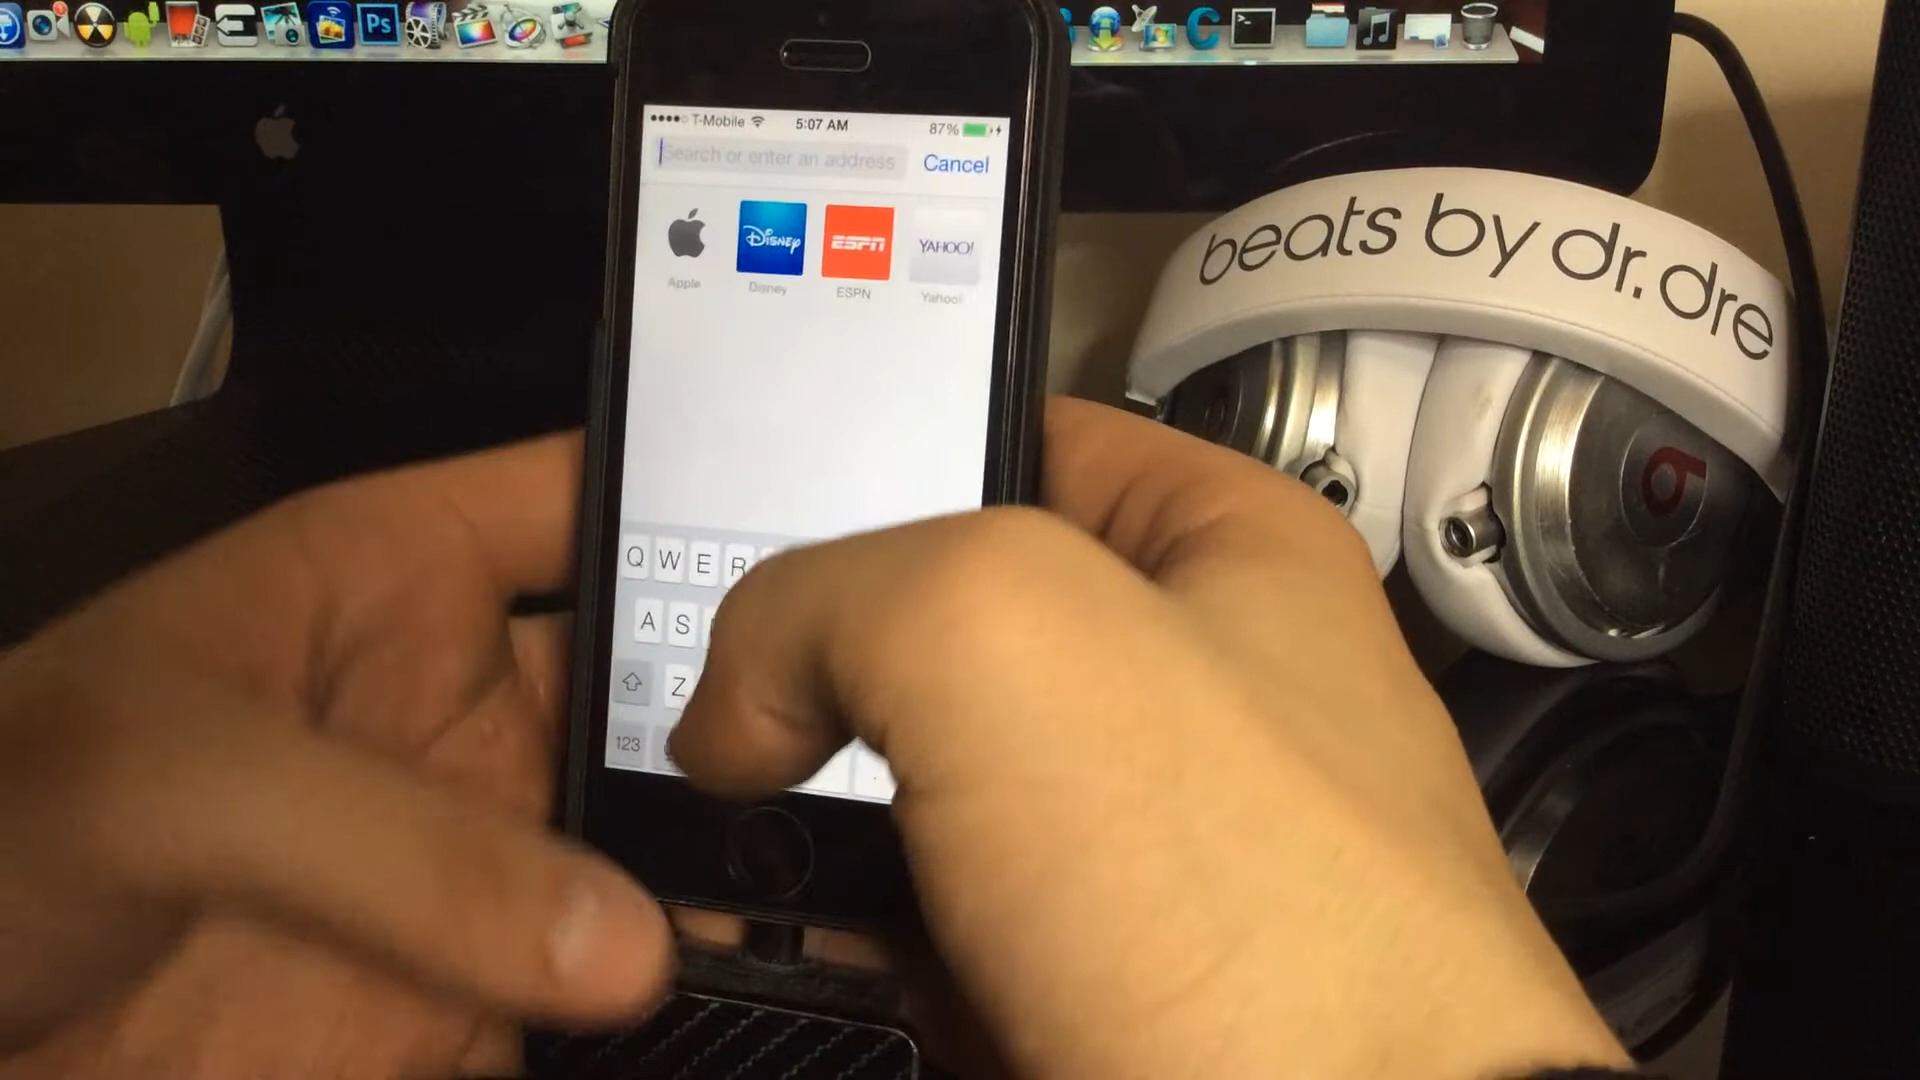 Ps
T-Mobile 5:07 AM 87%
Search or enter an address Cancel
Disney ESPN YAHOO!
Apple Disney ESPN Yahoo!
Q W E R
A S
Z
123
beats by dr. dre
b